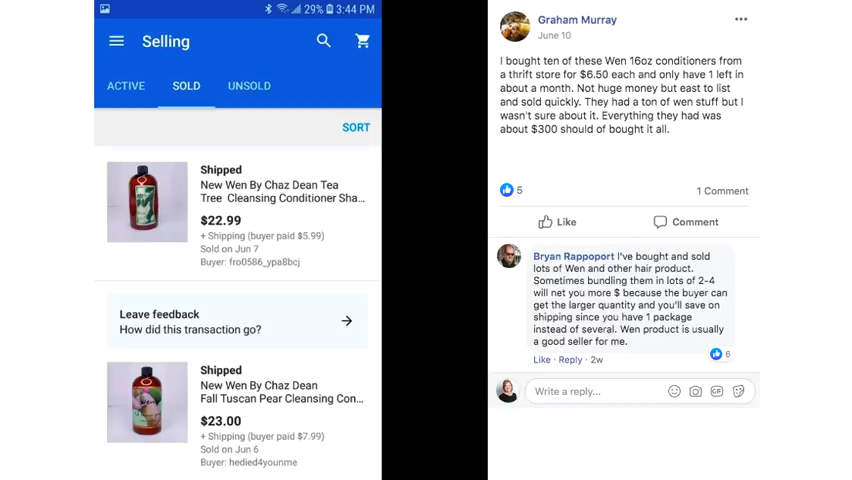 29% 3:44 PM
Selling
ACTIVE SOLD UNSOLD
SORT
Shipped
New Wen By Chaz Dean Tea
Tree Cleansing Conditioner Sha...
$22.99
+ Shipping (buyer paid $5.99)
Sold on Jun 7
Buyer: fro0586_ypa8bcj
Leave feedback
How did this transaction go?
Shipped
New Wen By Chaz Dean
Fall Tuscan Pear Cleansing Con...
$23.00
+ Shipping (buyer paid $7.99)
Sold on Jun 6
Buyer: hedied4younme
Graham Murray
June 10
I bought ten of these Wen 16oz conditioners from
a thrift store for $6.50 each and only have 1 left in
about a month. Not huge money but east to list
and sold quickly. They had a ton of wen stuff but I
wasn't sure about it. Everything they had was
about $300 should of bought it all.
5 1 Comment
Like Comment
Bryan Rappoport I've bought and sold
lots of Wen and other hair product.
Sometimes bundling them in lots of 2-4
will net you more $ because the buyer can
get the larger quantity and you'll save on
shipping since you have 1 package
instead of several. Wen product is usually
a good seller for me.
6
Like · Reply · 2w
Write a reply...
GIF